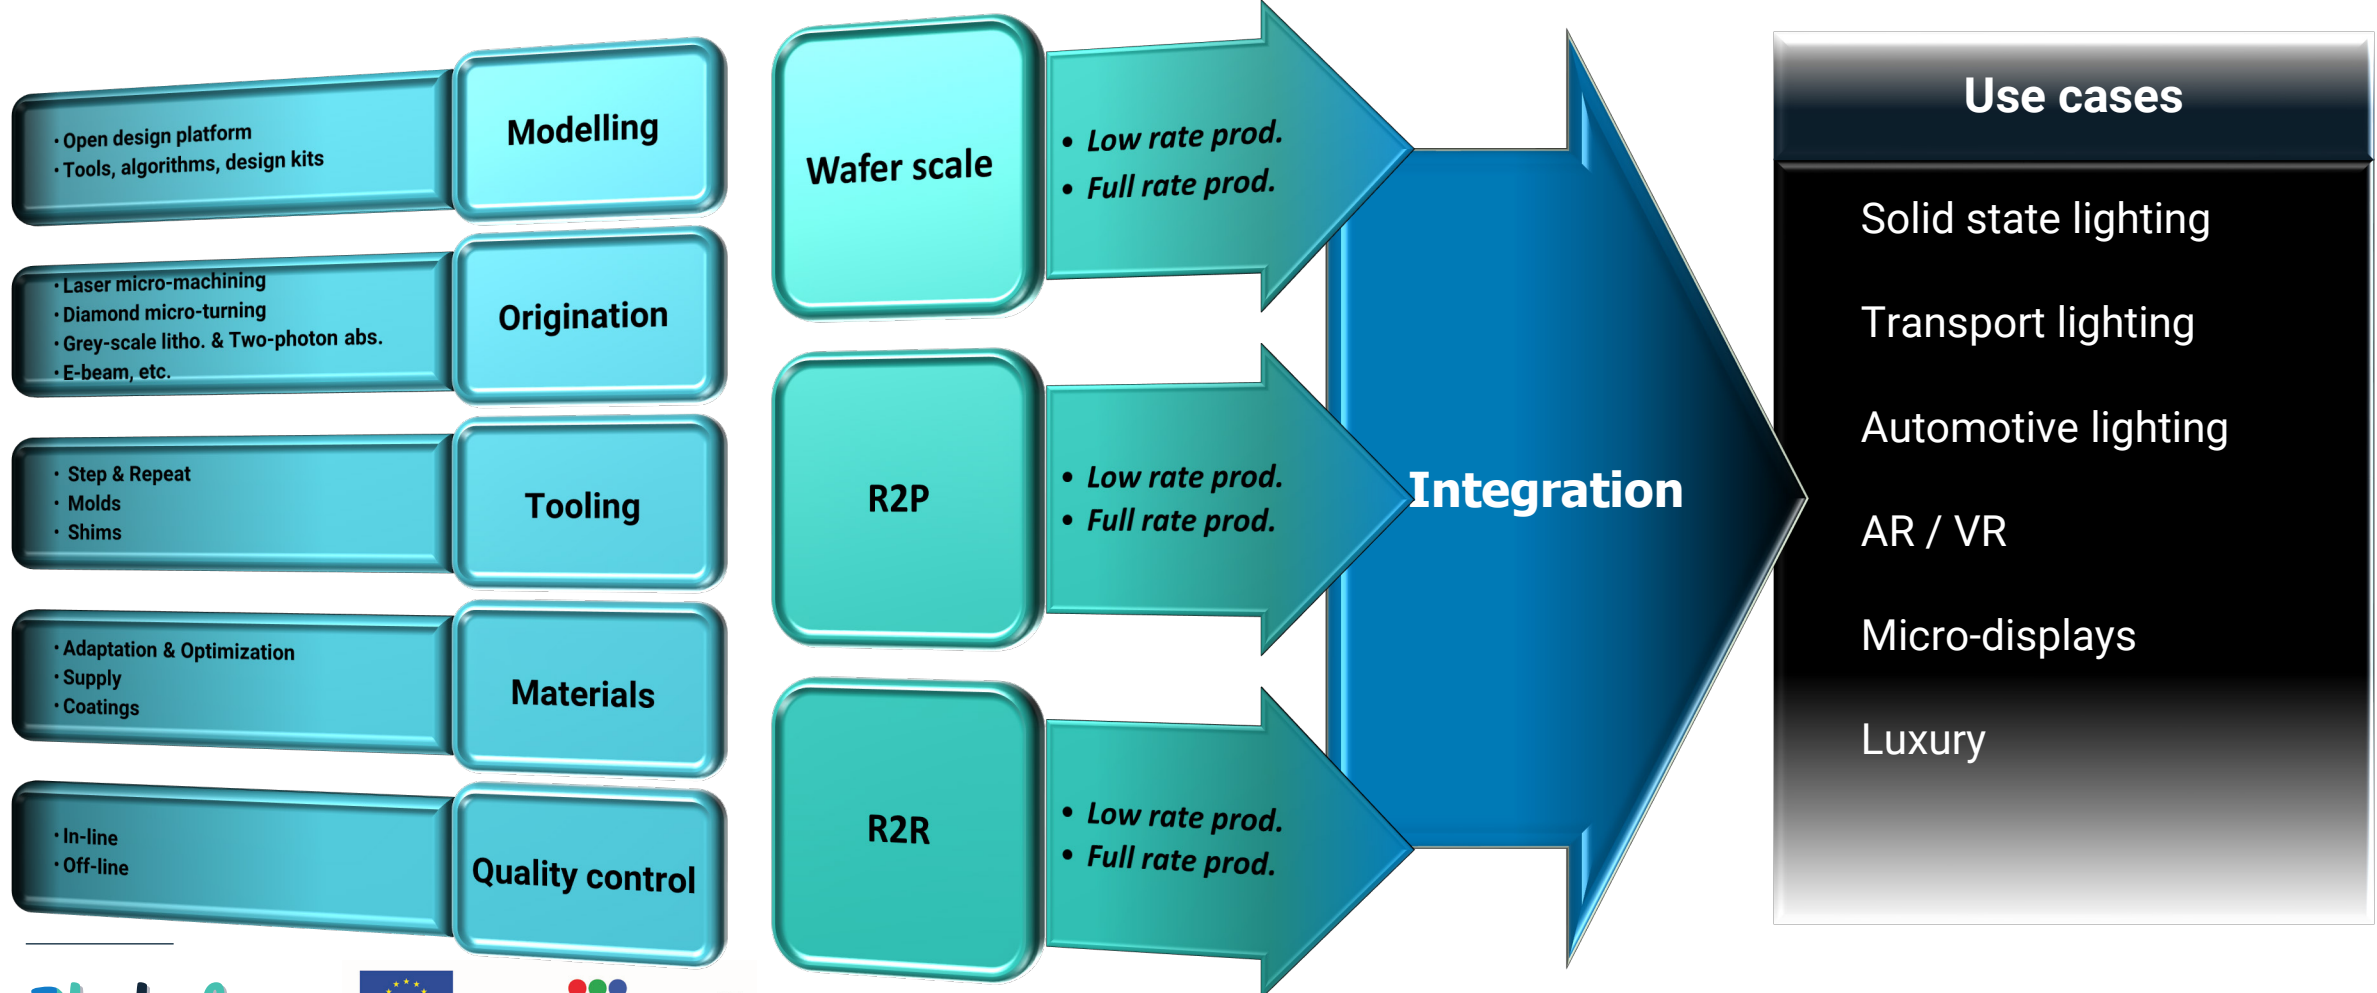 · Open design platform
· Tools, algorithms, design kits
Modelling
· Laser micro-machining
· Diamond micro-turning
· Grey-scale litho. & Two-photon abs.
· E-beam, etc.
Origination
· Step & Repeat
· Molds
· Shims
Tooling
· Adaptation & Optimization
· Supply
· Coatings
Materials
· In-line
· Off-line
Quality control
Wafer scale
• Low rate prod.
• Full rate prod.
R2P
• Low rate prod.
• Full rate prod.
R2R
• Low rate prod.
• Full rate prod.
Integration
Use cases
Solid state lighting
Transport lighting
Automotive lighting
AR / VR
Micro-displays
Luxury